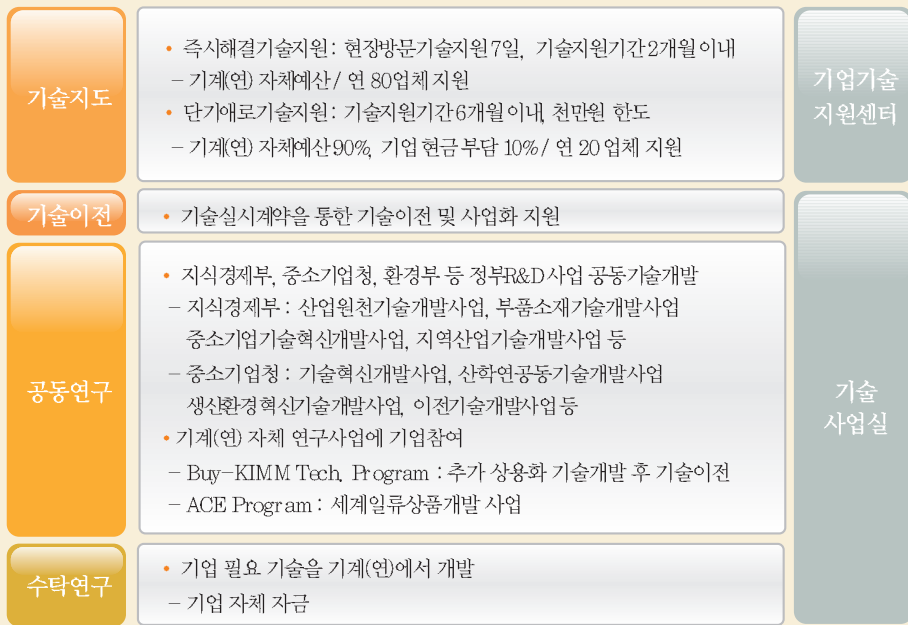 기술지도
• 즉시해결기술지원 : 현장방문기술지원 7일, 기술지원기간 2개월 이내
– 기계(연) 자체예산 / 연 80업체 지원
• 단기애로기술지원 : 기술지원기간 6개월 이내, 천만원 한도
– 기계(연) 자체예산 90%, 기업 현금 부담 10% / 연 20 업체 지원
기업기술
지원센터
기술이전
• 기술실시계약을 통한 기술이전 및 사업화 지원
공동연구
• 지식경제부, 중소기업청, 환경부 등 정부R&D사업 공동기술개발
– 지식경제부 : 산업원천기술개발사업, 부품소재기술개발사업
중소기업기술혁신개발사업, 지역산업기술개발사업 등
– 중소기업청 : 기술혁신개발사업, 산학연공동기술개발사업
생산환경혁신기술개발사업, 이전기술개발사업 등
• 기계(연) 자체 연구사업에 기업참여
– Buy-KIMM Tech. Program : 추가 상용화 기술개발 후 기술이전
– ACE Program : 세계일류상품개발 사업
기술
사업실
수탁연구
• 기업 필요 기술을 기계(연)에서 개발
– 기업 자체 자금